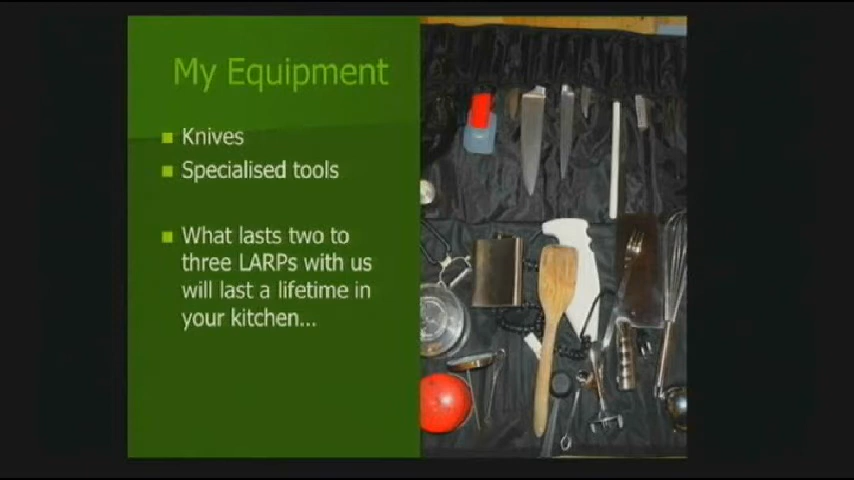 My Equipment
Knives
Specialised tools
What lasts two to
three LARPs with us
will last a lifetime in
your kitchen...